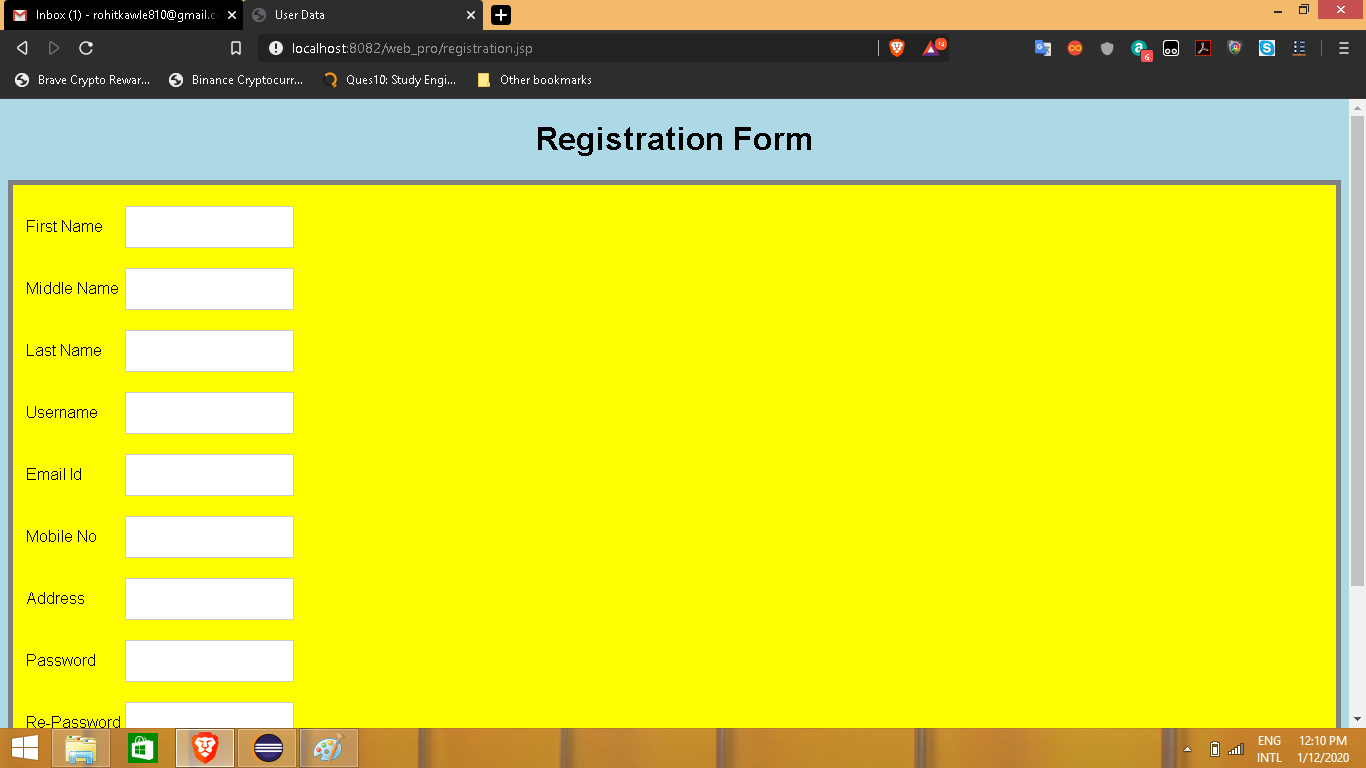 Inbox (1) - rohitkawle810@gmail.c
User Data
localhost:8082/web_pro/registration.jsp
13
6
Brave Crypto Rewar...
Binance Cryptocurr...
Ques10: Study Engi...
Other bookmarks
Registration Form
First Name
Middle Name
Last Name
Username
Email Id
Mobile No
Address
Password
Re-Password
ENG
12:10 PM
INTL
1/12/2020